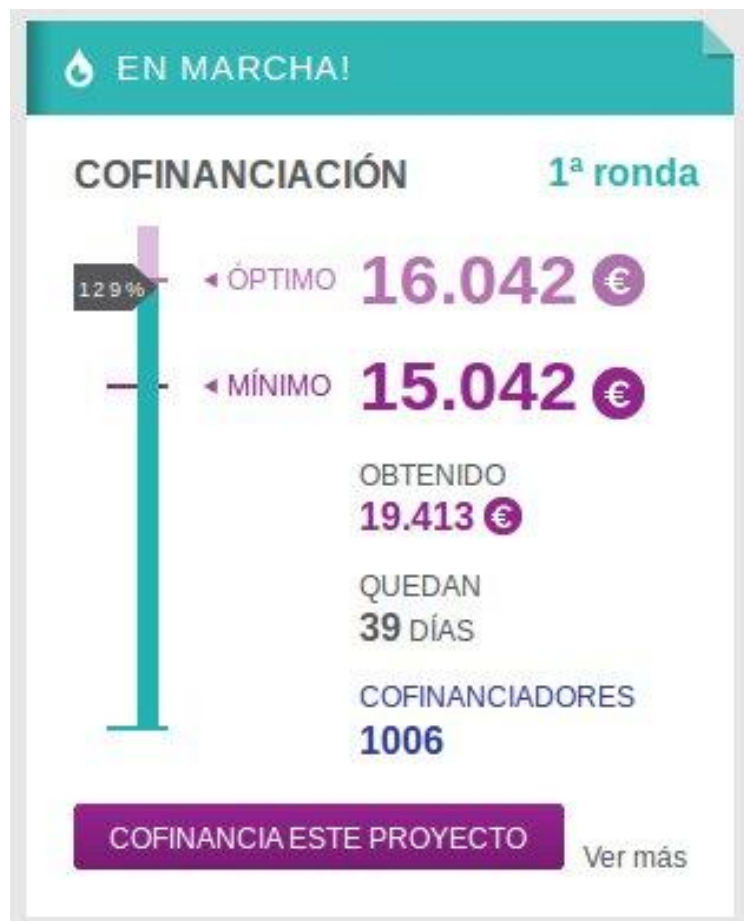 EN MARCHA!
COFINANCIACIÓN 1ª ronda
129% ◄ ÓPTIMO 16.042 €
◄ MÍNIMO 15.042 €
OBTENIDO
19.413 €
QUEDAN
39 DÍAS
COFINANCIADORES
1006
COFINANCIA ESTE PROYECTO Ver más